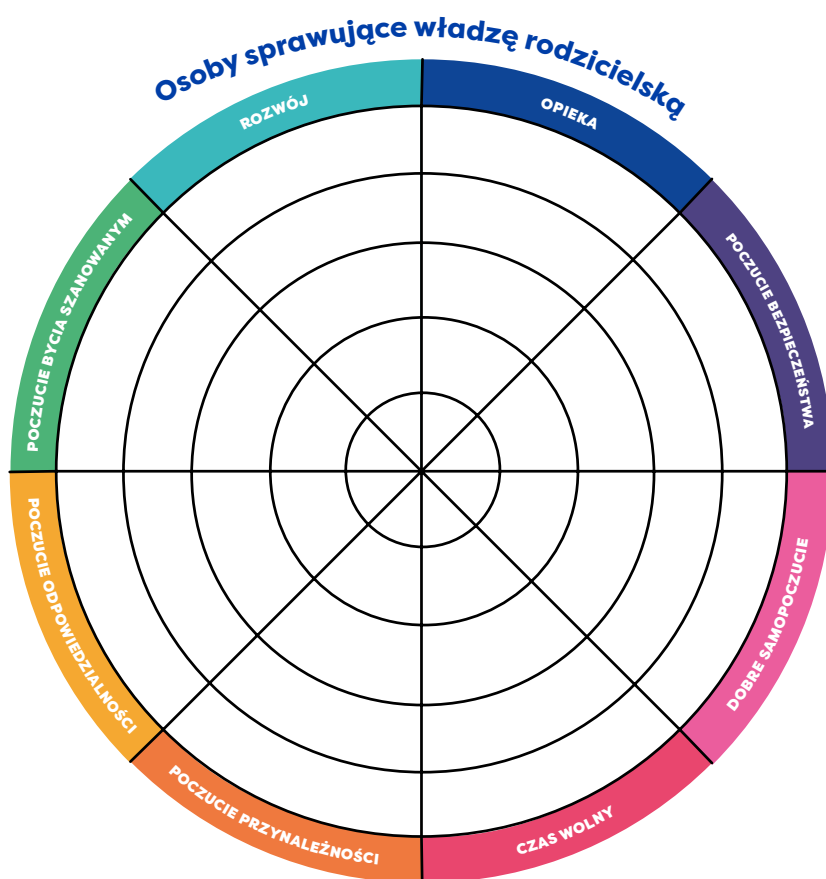 Osoby sprawujące władzę rodzicielską
ROZWÓJ
OPIEKA
POCZUCIE BEZPIECZEŃSTWA
DOBRE SAMOPOCZUCIE
CZAS WOLNY
POCZUCIE PRZYNALEŻNOŚCI
POCZUCIE ODPOWIEDZIALNOŚCI
POCZUCIE BYCIA SZANOWANYM